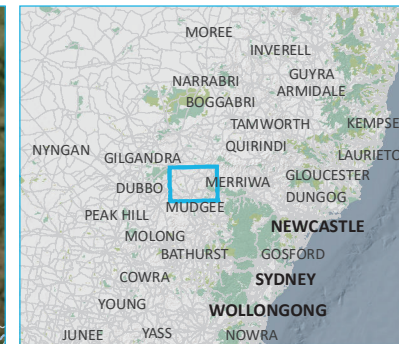 MOREE
INVERELL
GUYRA
NARRABRI
ARMIDALE
BOGGABRI
TAMWORTH
KEMPSE
NYNGAN
QUIRINDI
LAURIETO
GILGANDRA
GLOUCESTER
DUBBO
MERRIWA
DUNGOG
MUDGEE
PEAK HILL
NEWCASTLE
MOLONG
BATHURST
GOSFORD
COWRA
SYDNEY
YOUNG
WOLLONGONG
JUNEE
YASS
NOWRA